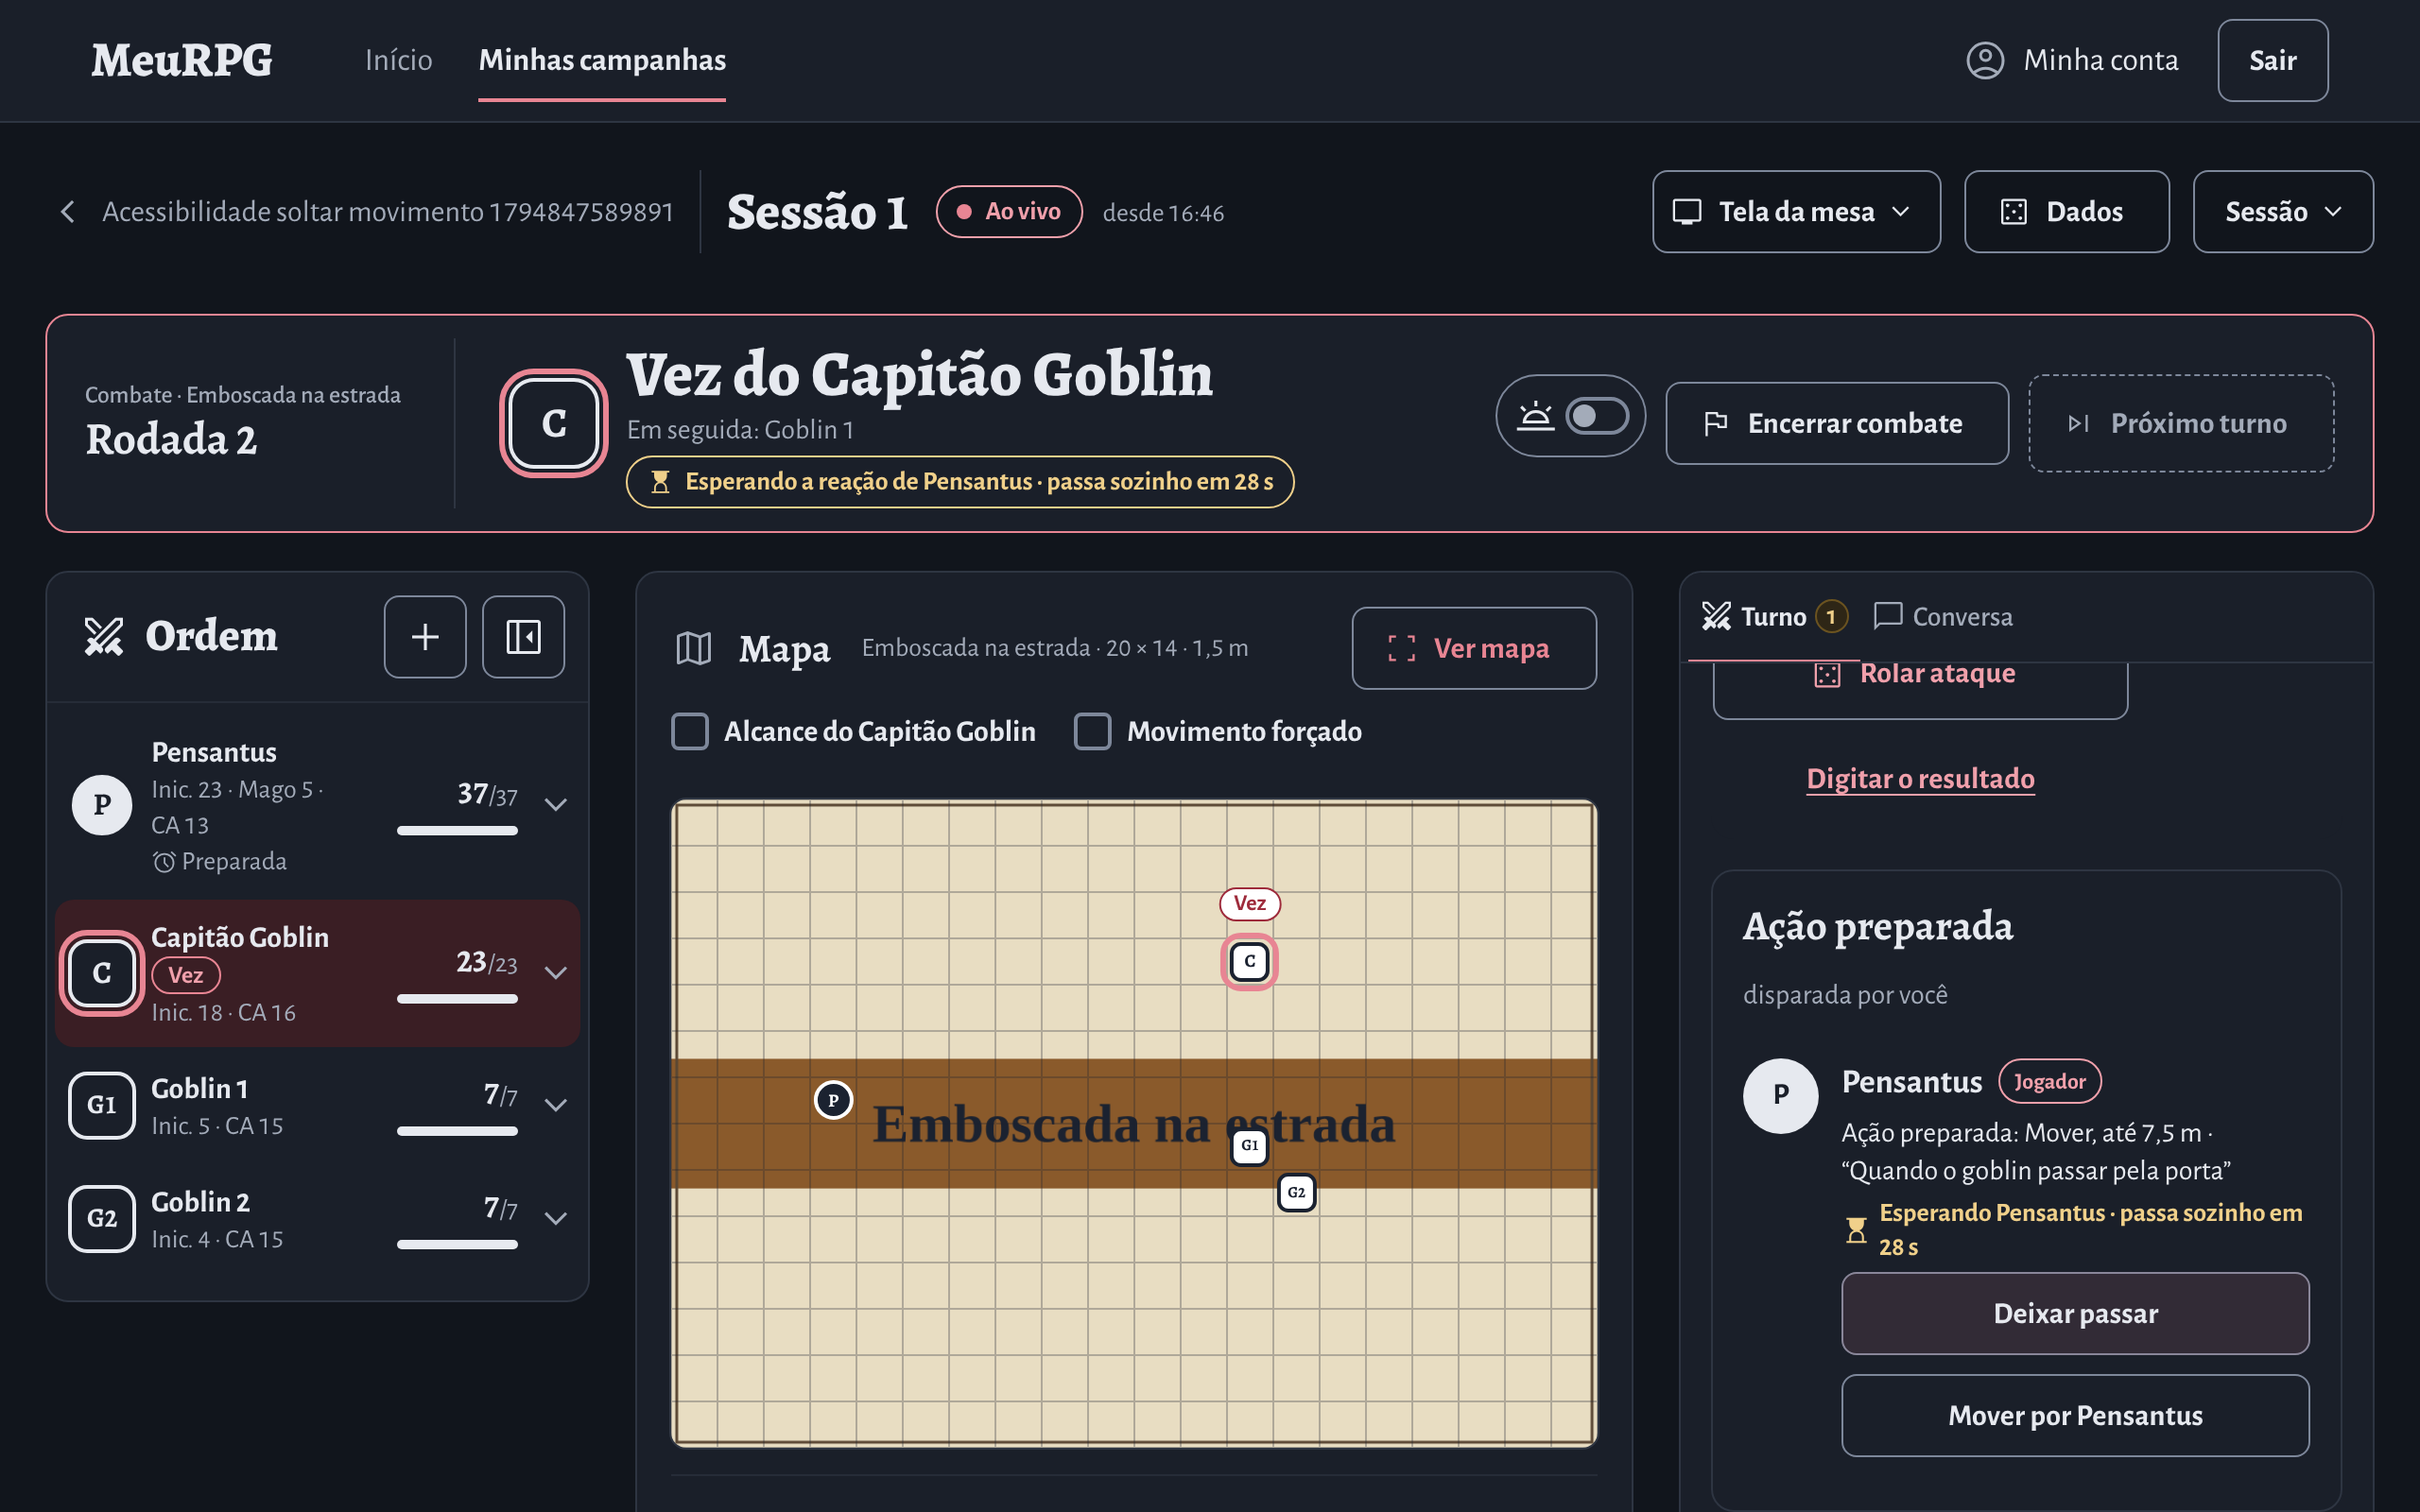 MeuRPG
Início
Minhas campanhas
Minha conta
Sair
Acessibilidade soltar movimento 1794847589891
Sessão 1
Ao vivo
desde 16:46
Tela da mesa
Dados
Sessão
Combate · Emboscada na estrada
Rodada 2
C
Vez do Capitão Goblin
Em seguida: Goblin 1
Esperando a reação de Pensantus · passa sozinho em 28 s
Encerrar combate
Próximo turno
Ordem
P
Pensantus
Inic. 23 · Mago 5 ·
CA 13
Preparada
37/37
C
Capitão Goblin
Vez
Inic. 18 · CA 16
23/23
G1
Goblin 1
Inic. 5 · CA 15
7/7
G2
Goblin 2
Inic. 4 · CA 15
7/7
Mapa
Emboscada na estrada · 20 × 14 · 1,5 m
Ver mapa
Alcance do Capitão Goblin
Movimento forçado
Vez
C
P
Emboscada na estrada
G1
G2
Turno 1
Conversa
Rolar ataque
Digitar o resultado
Ação preparada
disparada por você
P
Pensantus
Jogador
Ação preparada: Mover, até 7,5 m ·
“Quando o goblin passar pela porta”
Esperando Pensantus · passa sozinho em
28 s
Deixar passar
Mover por Pensantus